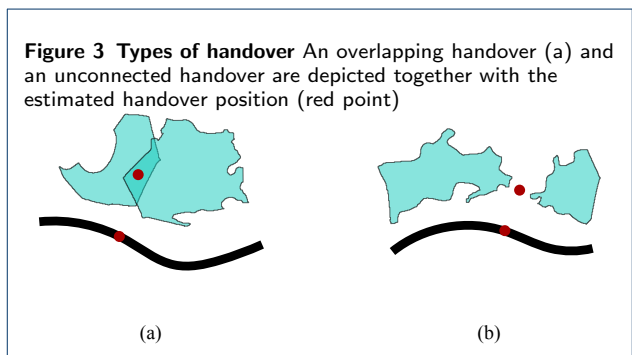 Figure 3 Types of handover An overlapping handover (a) and
an unconnected handover are depicted together with the
estimated handover position (red point)
(a)
(b)